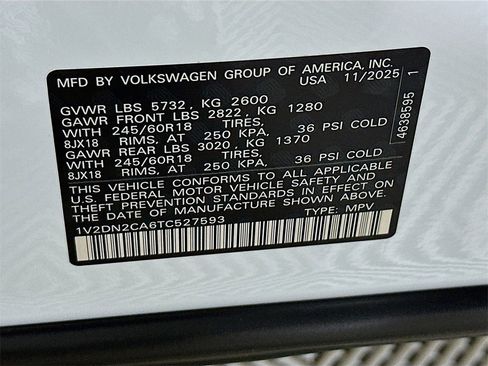 MFD BY VOLKSWAGEN GROUP OF AMERICA, INC.
USA 11/2025
GVWR LBS 5732, KG 2600
GAWR FRONT LBS 2822, KG 1280
WITH 245/60R18 TIRES,
8JX18 RIMS, AT 250 KPA, 36 PSI COLD
GAWR REAR LBS 3020, KG 1370
WITH 245/60R18 TIRES,
8JX18 RIMS, AT 250 KPA, 36 PSI COLD
THIS VEHICLE CONFORMS TO ALL APPLICABLE
U.S. FEDERAL MOTOR VEHICLE SAFETY AND
THEFT PREVENTION STANDARDS IN EFFECT ON
THE DATE OF MANUFACTURE SHOWN ABOVE.
1V2DN2CA6TC527593 TYPE: MPV
4638595 1